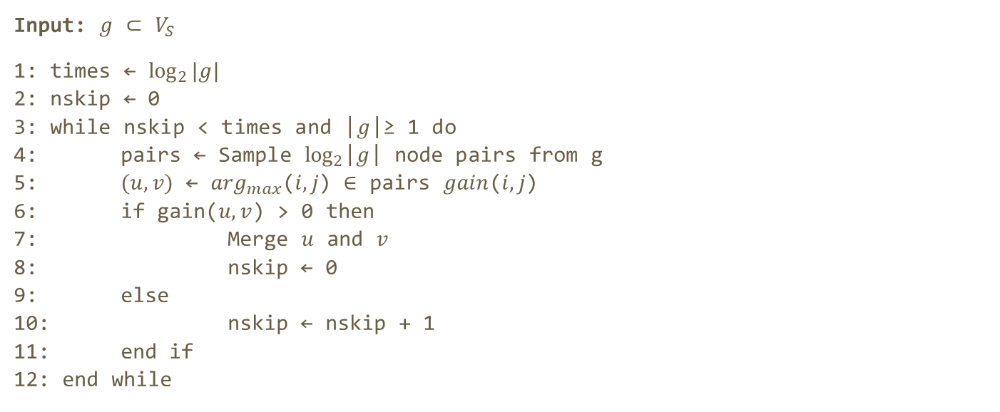 Input: g ⊂ V_S
1: times ← log₂|g|
2: nskip ← 0
3: while nskip < times and |g|≥ 1 do
4: pairs ← Sample log₂|g| node pairs from g
5: (u,v) ← arg_max(i,j) ∈ pairs gain(i,j)
6: if gain(u,v) > 0 then
7: Merge u and v
8: nskip ← 0
9: else
10: nskip ← nskip + 1
11: end if
12: end while